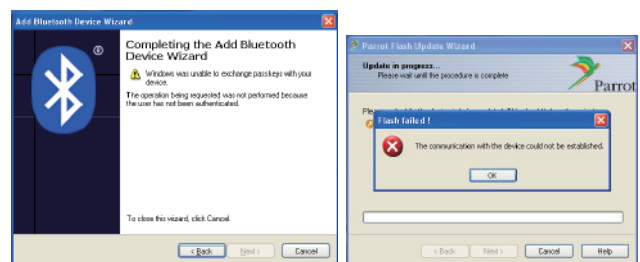 Add Bluetooth Device Wizard
Completing the Add Bluetooth
Device Wizard
Windows was unable to exchange passkeys with your
device.
The operation being requested was not performed because
the user has not been authenticated.
To close this wizard, click Cancel.
< Back
Next >
Cancel
Parrot Flash Update Wizard
Update in progress...
Please wait until the procedure is complete
Parrot
Flash failed !
The communication with the device could not be established.
OK
< Back
Next >
Cancel
Help